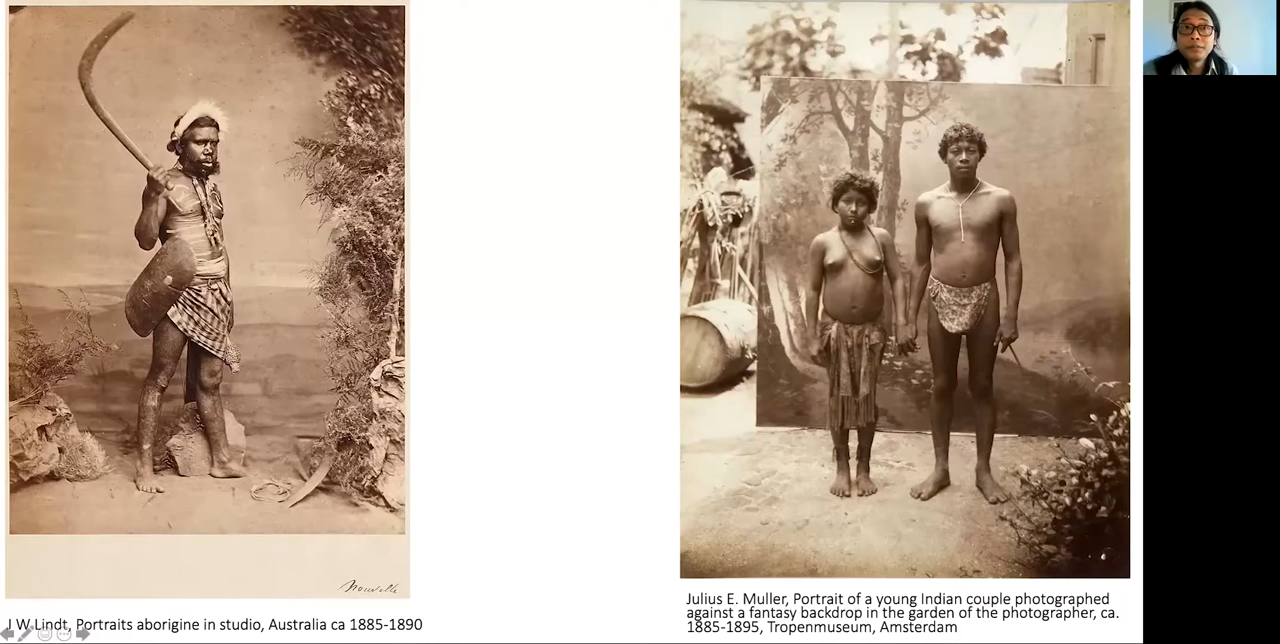 Nouvelle
J W Lindt, Portraits aborigine in studio, Australia ca 1885-1890
Julius E. Muller, Portrait of a young Indian couple photographed
against a fantasy backdrop in the garden of the photographer, ca.
1885-1895, Tropenmuseum, Amsterdam